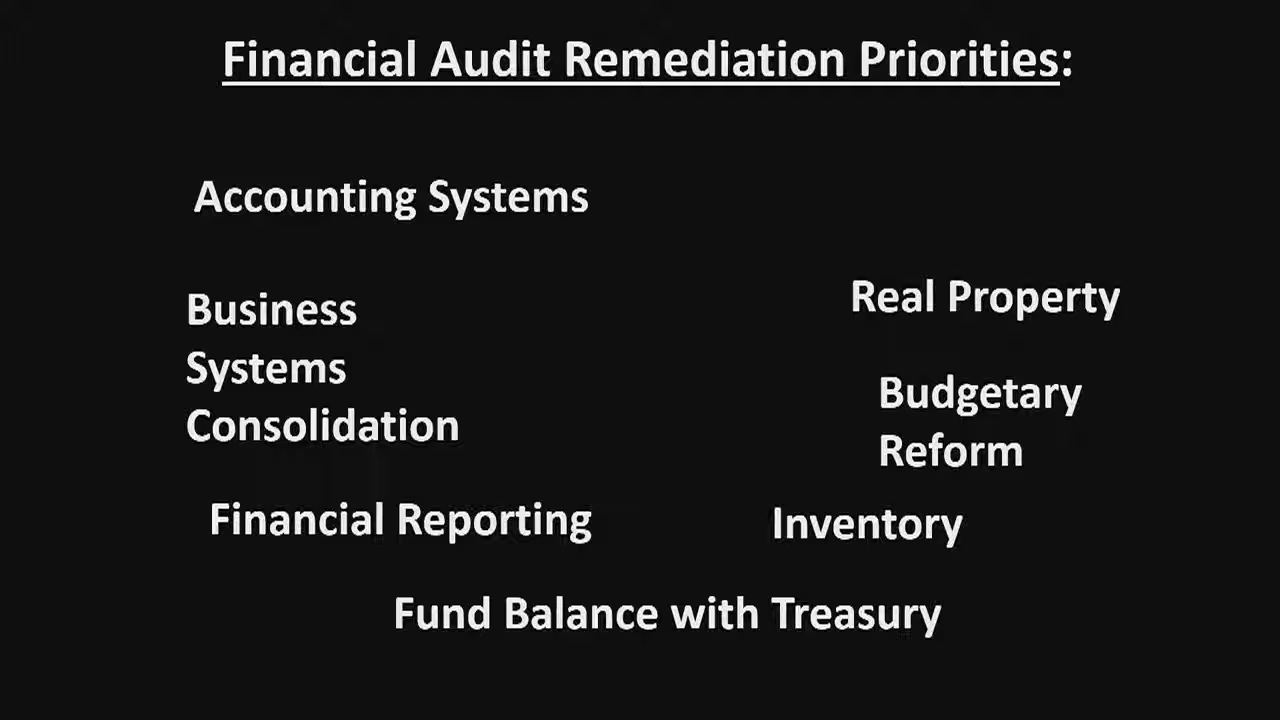 Financial Audit Remediation Priorities:
Accounting Systems
Business
Systems
Consolidation
Financial Reporting
Real Property
Budgetary
Reform
Inventory
Fund Balance with Treasury